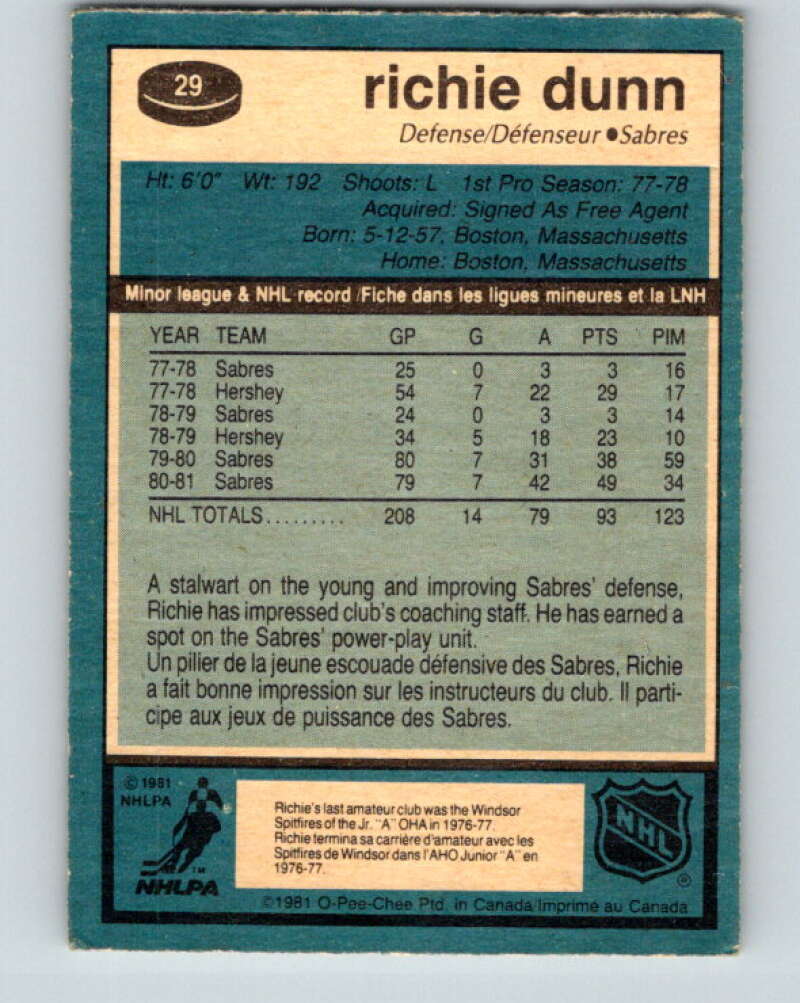 29
richie dunn
Defense/Défenseur ●Sabres
Ht: 6'0" Wt: 192 Shoots: L 1st Pro Season: 77-78
Acquired: Signed As Free Agent
Born: 5-12-57, Boston, Massachusetts
Home: Boston, Massachusetts
Minor league & NHL record /Fiche dans les ligues mineures et la LNH
YEAR TEAM GP G A PTS PIM
77-78 Sabres 25 0 3 3 16
77-78 Hershey 54 7 22 29 17
78-79 Sabres 24 0 3 3 14
78-79 Hershey 34 5 18 23 10
79-80 Sabres 80 7 31 38 59
80-81 Sabres 79 7 42 49 34
NHL TOTALS......... 208 14 79 93 123
A stalwart on the young and improving Sabres' defense,
Richie has impressed club's coaching staff. He has earned a
spot on the Sabres' power-play unit.
Un pilier de la jeune escouade défensive des Sabres, Richie
a fait bonne impression sur les instructeurs du club. Il parti-
cipe aux jeux de puissance des Sabres.
© 1981
NHLPA
TM
NHLPA
Richie's last amateur club was the Windsor
Spitfires of the Jr. "A" OHA in 1976-77.
Richie termina sa carrière d'amateur avec les
Spitfires de Windsor dans l'AHO Junior "A" en
1976-77.
NHL
®
©1981 O-Pee-Chee Ptd. in Canada/Imprimé au Canada